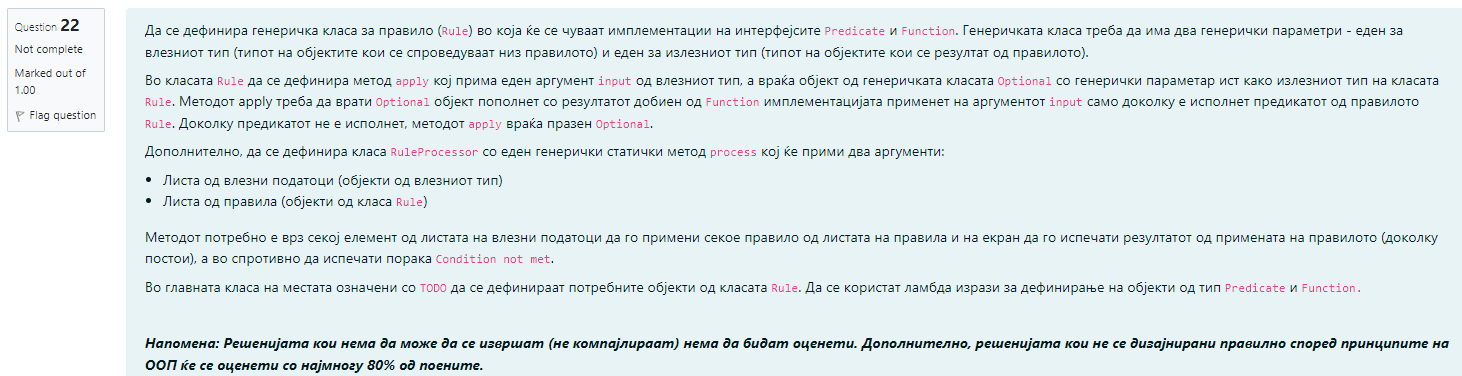 Question 22
Not complete
Marked out of
1.00
Flag question
Да се дефинира генеричка класа за правило (Rule) во која ќе се чуваат имплементации на интерфејсите Predicate и Function. Генеричката класа треба да има два генерички параметри - еден за
влезниот тип (типот на објектите кои се спроведуваат низ правилото) и еден за излезниот тип (типот на објектите кои се резултат од правилото).
Во класата Rule да се дефинира метод apply кој прима еден аргумент input од влезниот тип, а враќа објект од генеричката класата Optional со генерички параметар ист како излезниот тип на класата
Rule. Методот apply треба да врати Optional објект пополнет со резултатот добиен од Function имплементацијата применет на аргументот input само доколку е исполнет предикатот од правилото
Rule. Доколку предикатот не е исполнет, методот apply враќа празен Optional.
Дополнително, да се дефинира класа RuleProcessor со еден генерички статички метод process кој ќе прими два аргументи:
• Листа од влезни податоци (објекти од влезниот тип)
• Листа од правила (објекти од класа Rule)
Методот потребно е врз секој елемент од листата на влезни податоци да го примени секое правило од листата на правила и на екран да го испечати резултатот од примената на правилото (доколку
постои), а во спротивно да испечати порака Condition not met.
Во главната класа на местата означени со TODO да се дефинираат потребните објекти од класата Rule. Да се користат ламбда изрази за дефинирање на објекти од тип Predicate и Function.
Напомена: Решенијата кои нема да може да се извршат (не компајлираат) нема да бидат оценети. Дополнително, решенијата кои не се дизајнирани правилно според принципите на
ООП ќе се оценети со најмногу 80% од поените.